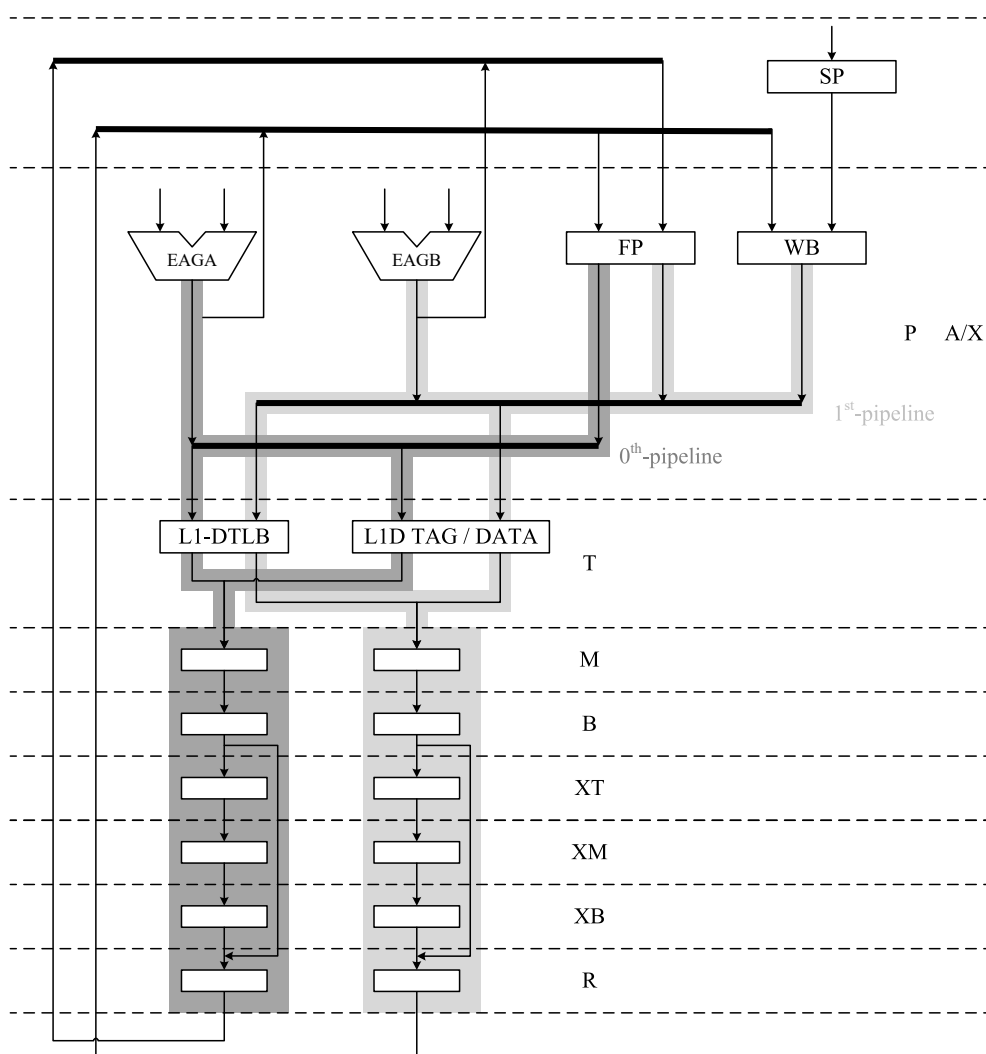 SP
EAGA
EAGB
FP
WB
P A/X
1st-pipeline
0th-pipeline
L1-DTLB
L1D TAG / DATA
T
M
B
XT
XM
XB
R